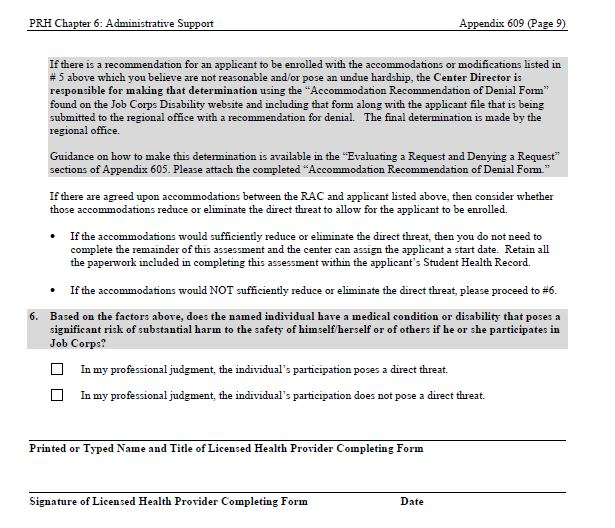 PRH Chapter 6: Administrative Support Appendix 609 (Page 9)
If there is a recommendation for an applicant to be enrolled with the accommodations or modifications listed in
# 5 above which you believe are not reasonable and/or pose an undue hardship, the Center Director is
responsible for making that determination using the “Accommodation Recommendation of Denial Form”
found on the Job Corps Disability website and including that form along with the applicant file that is being
submitted to the regional office with a recommendation for denial. The final determination is made by the
regional office.
Guidance on how to make this determination is available in the “Evaluating a Request and Denying a Request”
sections of Appendix 605. Please attach the completed “Accommodation Recommendation of Denial Form.”
If there are agreed upon accommodations between the RAC and applicant listed above, then consider whether
those accommodations reduce or eliminate the direct threat to allow for the applicant to be enrolled.
• If the accommodations would sufficiently reduce or eliminate the direct threat, then you do not need to
complete the remainder of this assessment and the center can assign the applicant a start date. Retain all
the paperwork included in completing this assessment within the applicant’s Student Health Record.
• If the accommodations would NOT sufficiently reduce or eliminate the direct threat, please proceed to #6.
6. Based on the factors above, does the named individual have a medical condition or disability that poses a
significant risk of substantial harm to the safety of himself/herself or of others if he or she participates in
Job Corps?
In my professional judgment, the individual’s participation poses a direct threat.
In my professional judgment, the individual’s participation does not pose a direct threat.
Printed or Typed Name and Title of Licensed Health Provider Completing Form
Signature of Licensed Health Provider Completing Form Date